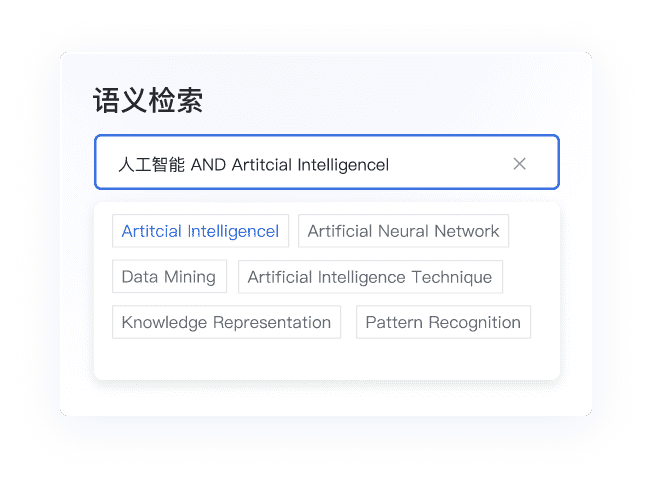 语义检索
人工智能 AND Artitcial Intelligencel
Artitcial Intelligencel Artificial Neural Network
Data Mining Artificial Intelligence Technique
Knowledge Representation Pattern Recognition